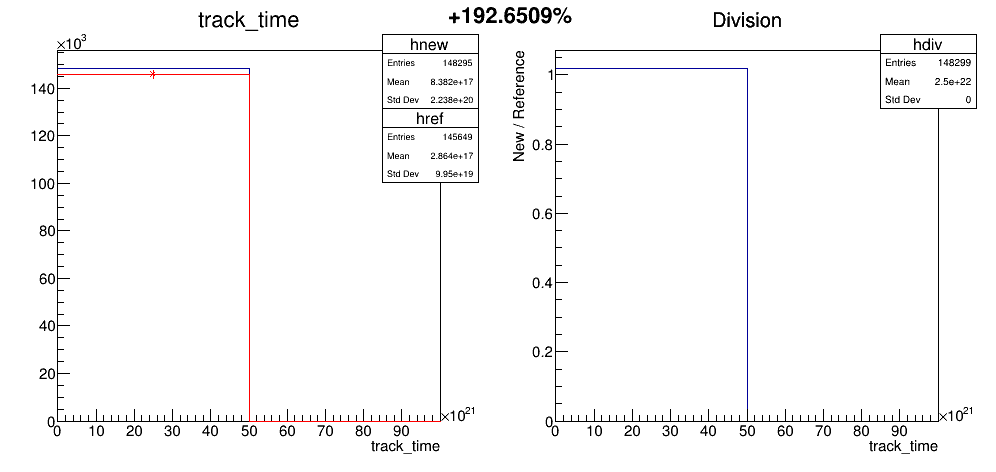 +192.6509%
track_time
×10³
hnew
Entries 148295
Mean 8.382e+17
Std Dev 2.238e+20
href
Entries 145649
Mean 2.864e+17
Std Dev 9.95e+19
140
120
100
80
60
40
20
0
0 10 20 30 40 50 60 70 80 90
×10²¹
track_time
Division
hdiv
Entries 148299
Mean 2.5e+22
Std Dev 0
New / Reference
1
0.8
0.6
0.4
0.2
0
0 10 20 30 40 50 60 70 80 90
×10²¹
track_time